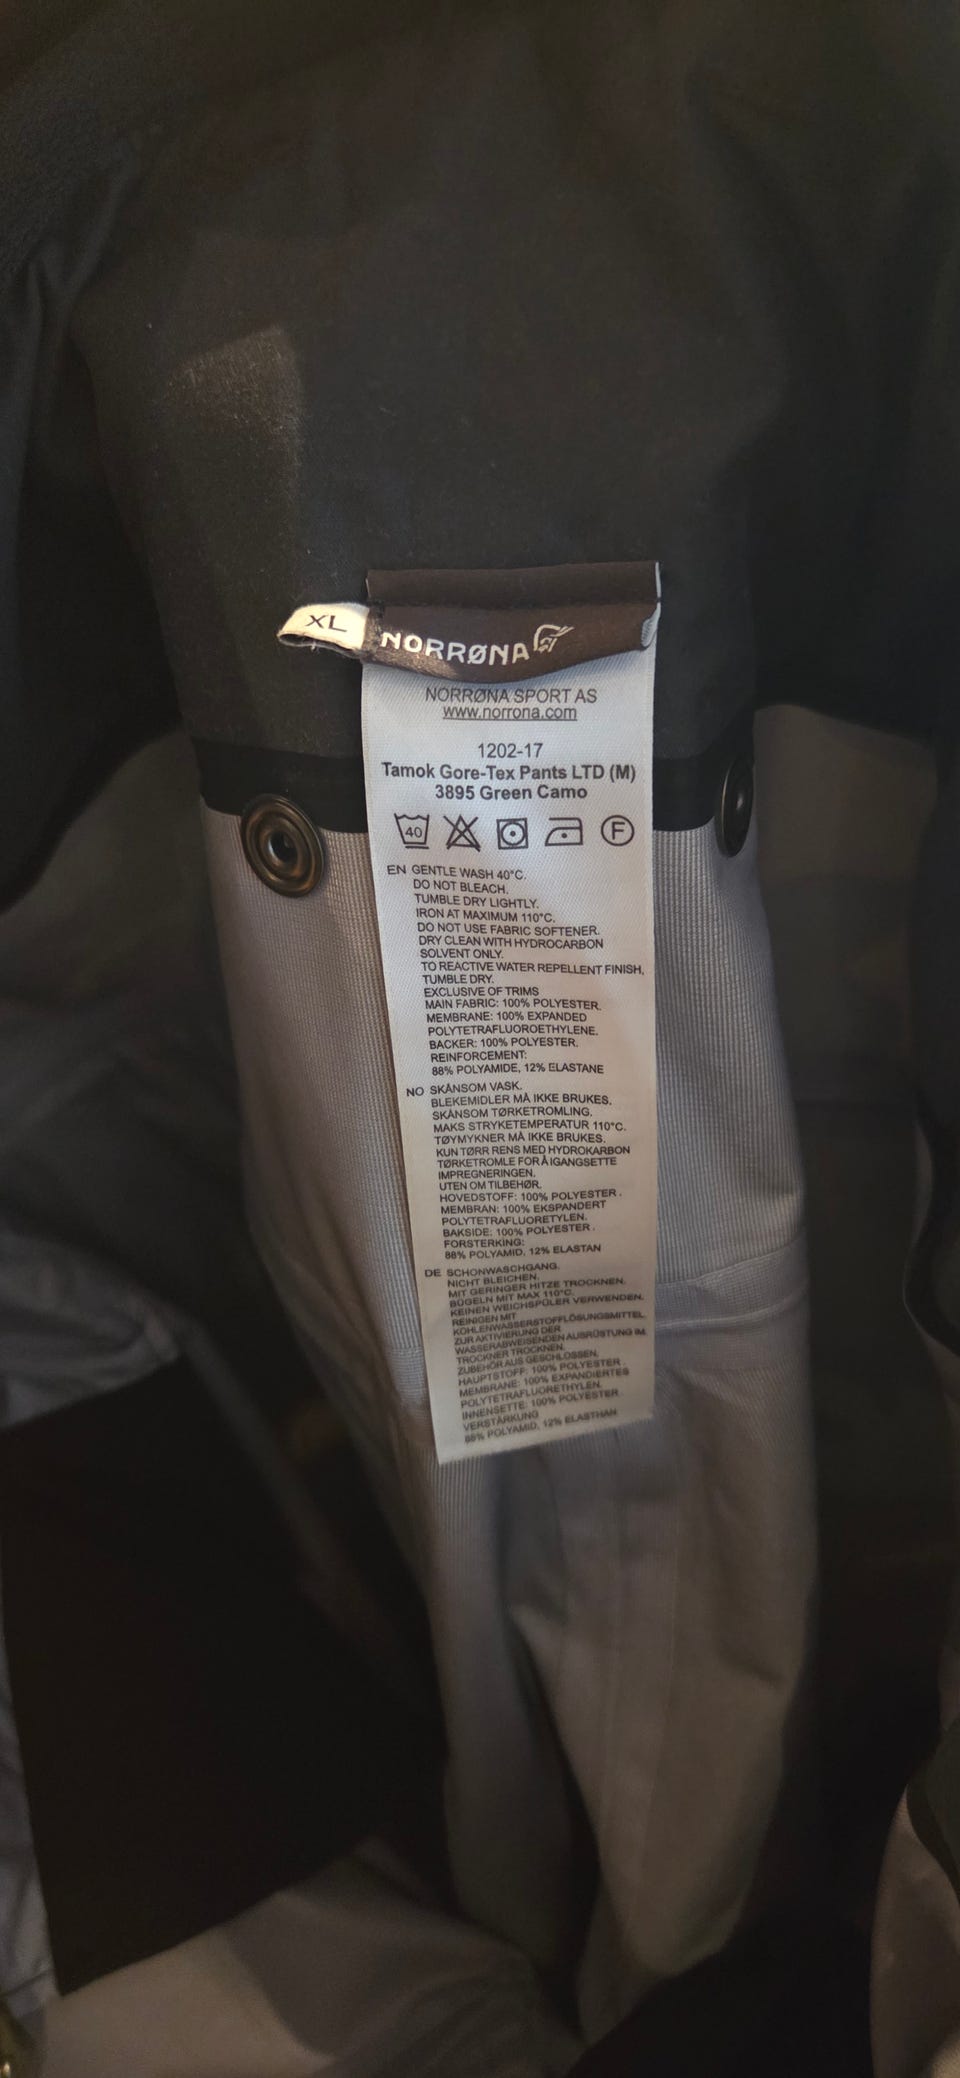 XL
NORRØNA
NORRØNA SPORT AS
www.norrona.com
1202-17
Tamok Gore-Tex Pants LTD (M)
3895 Green Camo
40
F
EN GENTLE WASH 40°C.
DO NOT BLEACH.
TUMBLE DRY LIGHTLY.
IRON AT MAXIMUM 110°C.
DO NOT USE FABRIC SOFTENER.
DRY CLEAN WITH HYDROCARBON
SOLVENT ONLY.
TO REACTIVE WATER REPELLENT FINISH,
TUMBLE DRY.
EXCLUSIVE OF TRIMS
MAIN FABRIC: 100% POLYESTER.
MEMBRANE: 100% EXPANDED
POLYTETRAFLUOROETHYLENE.
BACKER: 100% POLYESTER.
REINFORCEMENT:
88% POLYAMIDE, 12% ELASTANE
NO SKÅNSOM VASK.
BLEKEMIDLER MÅ IKKE BRUKES.
SKÅNSOM TØRKETROMLING.
MAKS STRYKETEMPERATUR 110°C.
TØYMYKNER MÅ IKKE BRUKES.
KUN TØRR RENS MED HYDROKARBON
TØRKETROMLE FOR Å IGANGSETTE
IMPREGNERINGEN.
UTEN OM TILBEHØR.
HOVEDSTOFF: 100% POLYESTER .
MEMBRAN: 100% EKSPANDERT
POLYTETRAFLUORETYLEN.
BAKSIDE: 100% POLYESTER .
FORSTERKING:
88% POLYAMID, 12% ELASTAN
DE SCHONWASCHGANG.
NICHT BLEICHEN.
MIT GERINGER HITZE TROCKNEN.
BÜGELN MIT MAX 110°C.
KEINEN WEICHSPÜLER VERWENDEN.
REINIGEN MIT
KOHLENWASSERSTOFFLÖSUNGSMITTEL.
ZUR AKTIVIERUNG DER
WASSERABWEISENDEN AUSRÜSTUNG IM
TROCKNER TROCKNEN.
ZUBEHÖR AUS GESCHLOSSEN.
HAUPTSTOFF: 100% POLYESTER .
MEMBRANE: 100% EXPANDIERTES
POLYTETRAFLUORETHYLEN.
INNENSETTE: 100% POLYESTER
VERSTÄRKUNG
88% POLYAMID, 12% ELASTHAN